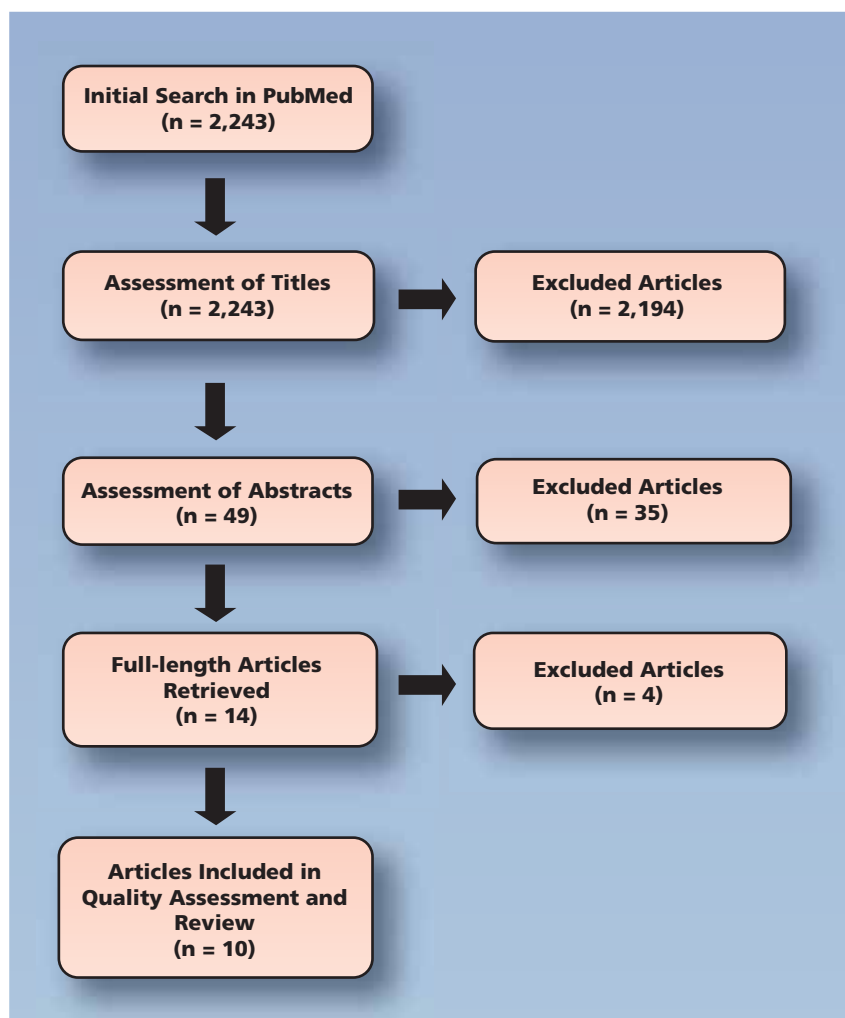 Initial Search in PubMed
(n = 2,243)
Assessment of Titles
(n = 2,243)
Excluded Articles
(n = 2,194)
Assessment of Abstracts
(n = 49)
Excluded Articles
(n = 35)
Full-length Articles
Retrieved
(n = 14)
Excluded Articles
(n = 4)
Articles Included in
Quality Assessment and
Review
(n = 10)